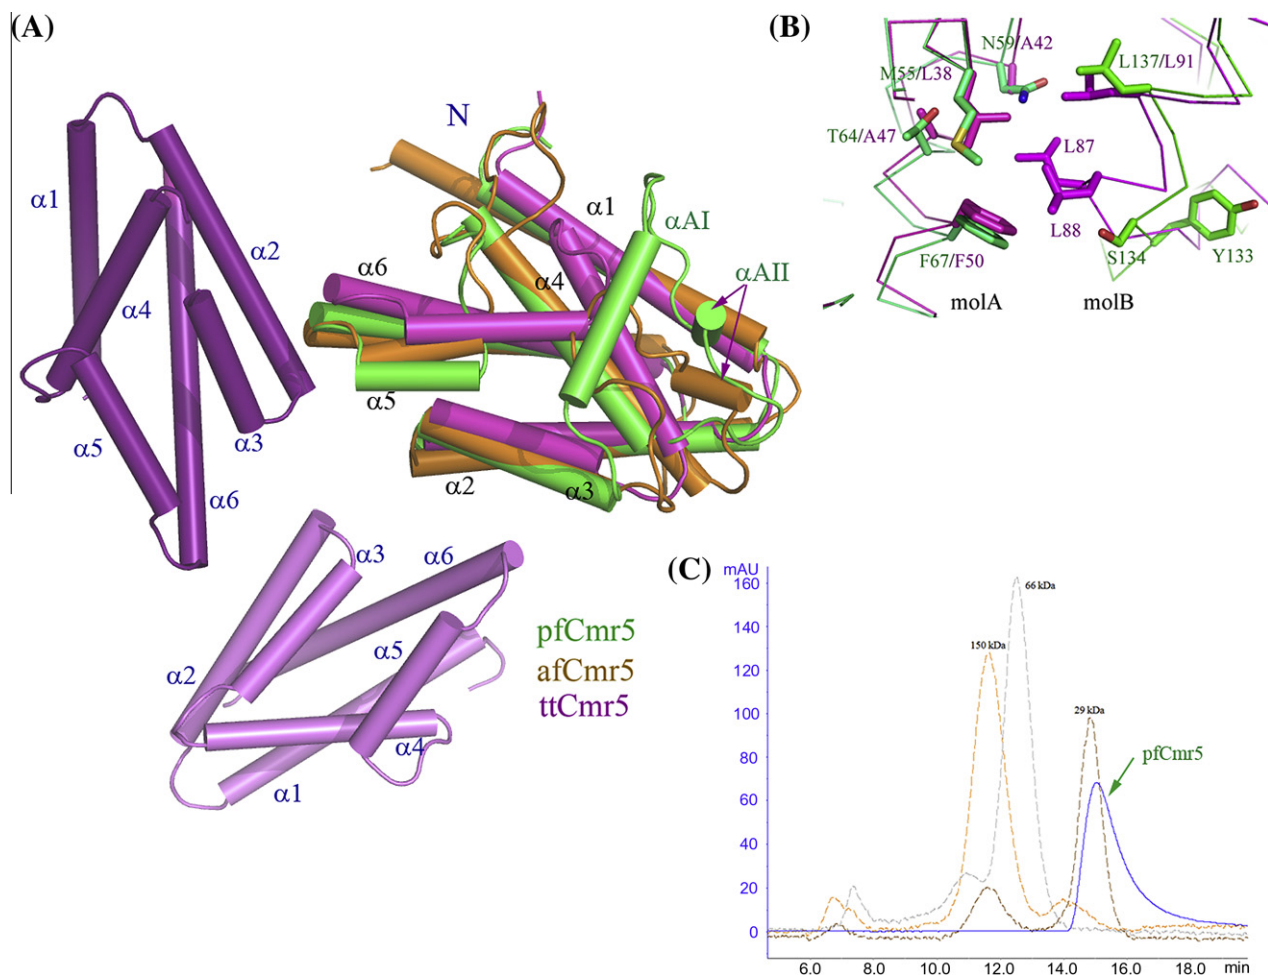 (A)
N
α1
α2
α4
α3
α5
α6
α1
αAI
α6
α4
αAII
α5
α2
α3
α3
α6
α5
α2
α4
α1
pfCmr5
afCmr5
ttCmr5
(B)
N59/A42
M55/L38
L137/L91
T64/A47
L87
L88
F67/F50
S134
Y133
molA
molB
(C)
mAU
160
140
120
100
80
60
40
20
0
66 kDa
150 kDa
29 kDa
pfCmr5
6.0 8.0 10.0 12.0 14.0 16.0 18.0 min